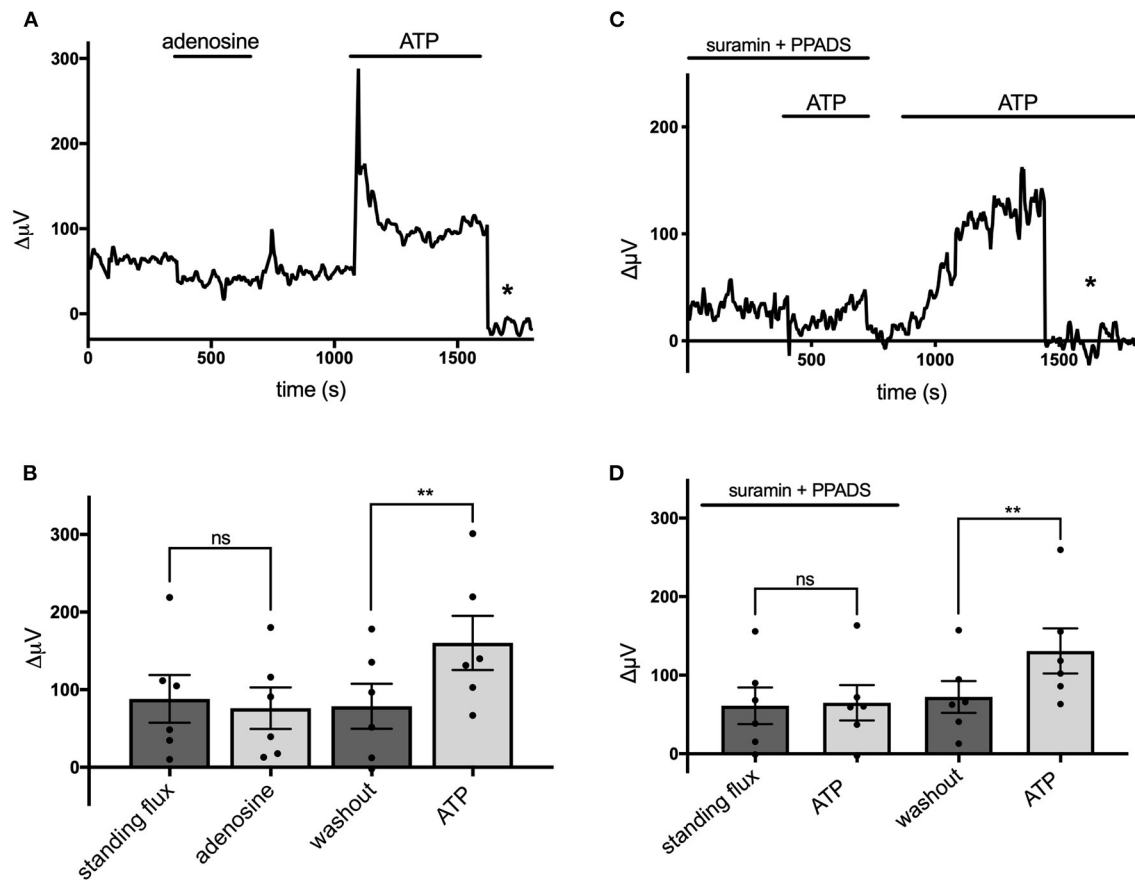 A
adenosine
ATP
300
200
100
0
ΔμV
*
0
500
1000
1500
time (s)
B
**
ns
300
200
100
0
ΔμV
standing flux
adenosine
washout
ATP
C
suramin + PPADS
ATP
ATP
200
100
0
ΔμV
*
500
1000
1500
time (s)
D
suramin + PPADS
**
ns
300
200
100
0
ΔμV
standing flux
ATP
washout
ATP